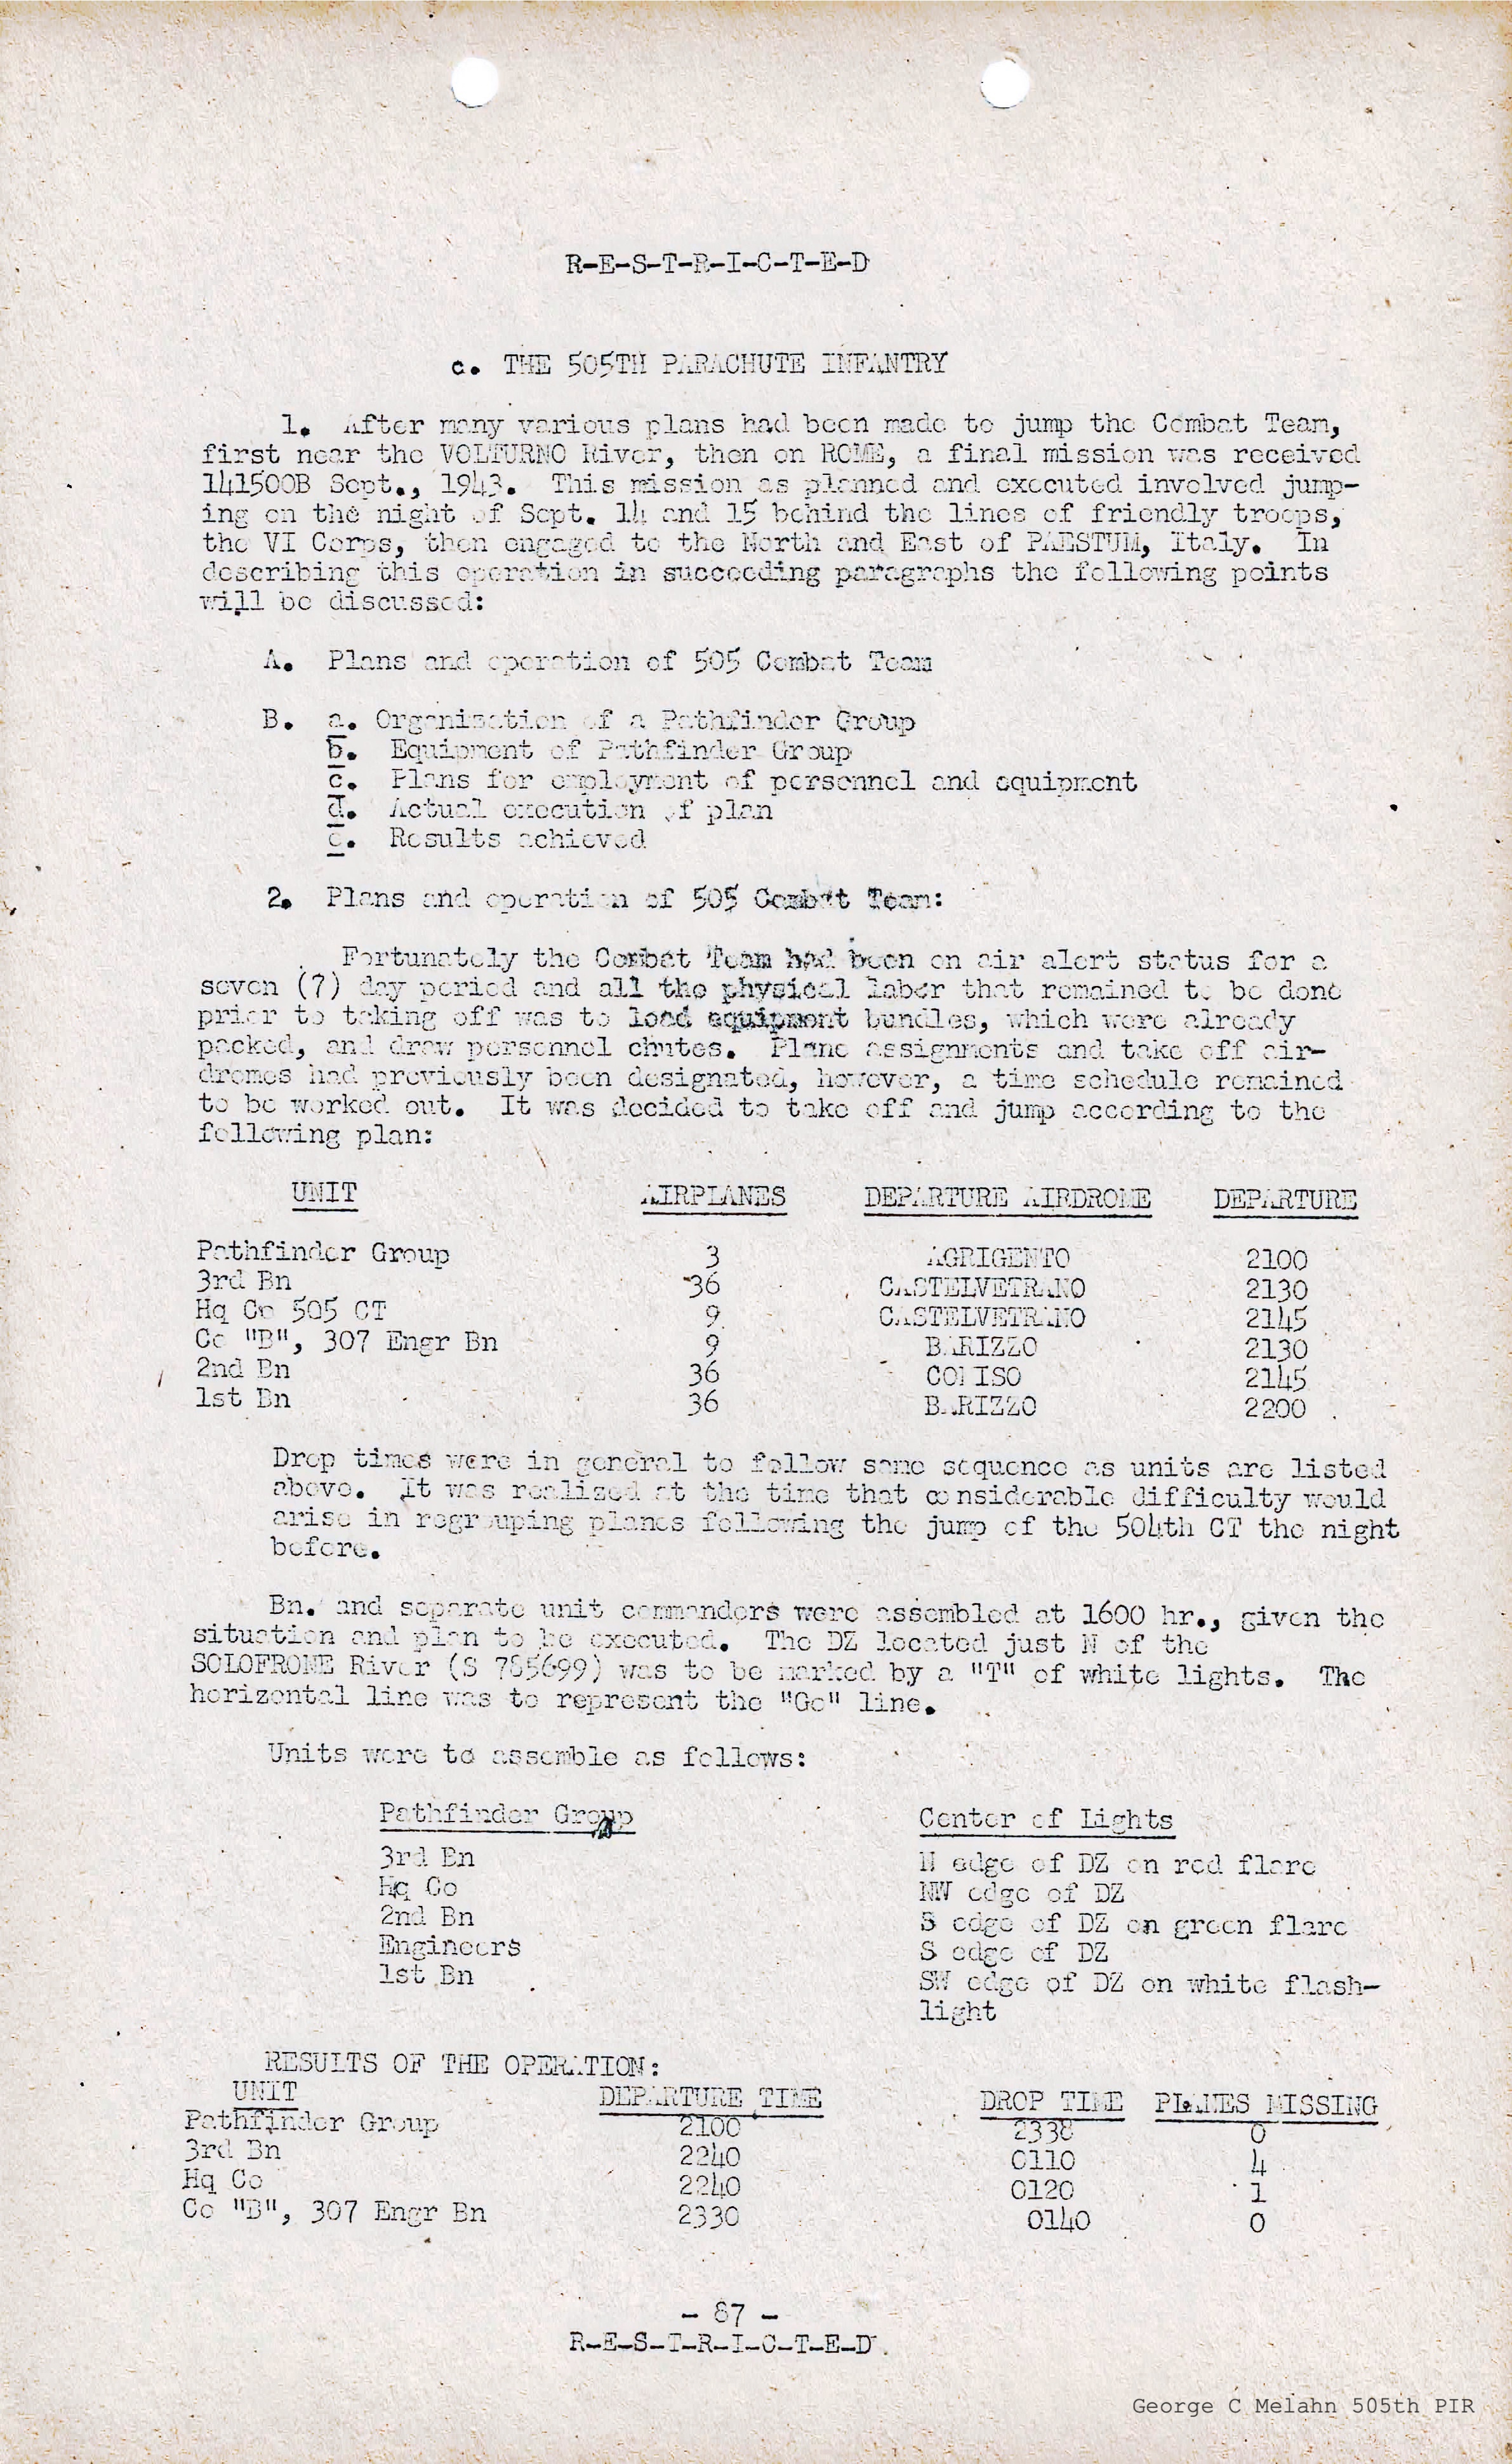 R-E-S-T-R-I-C-T-E-D
c. THE 505TH PARACHUTE INFANTRY
1. After many various plans had been made to jump the Combat Team,
first near the VOLTURNO River, then on ROME, a final mission was received
141500B Sept., 1943. This mission as planned and executed involved jump-
ing on the night of Sept. 14 and 15 behind the lines of friendly troops,
the VI Corps, then engaged to the North and East of PAESTUM, Italy. In
describing this operation in succeeding paragraphs the following points
will be discussed:
A. Plans and operation of 505 Combat Team
B. a. Organization of a Pathfinder Group
b. Equipment of Pathfinder Group
c. Plans for employment of personnel and equipment
d. Actual execution of plan
e. Results achieved
2. Plans and operation of 505 Combat Team:
Fortunately the Combat Team had been on air alert status for a
seven (7) day period and all the physical labor that remained to be done
prior to taking off was to load equipment bundles, which were already
packed, and draw personnel chutes. Plane assignments and take off air-
dromes had previously been designated, however, a time schedule remained
to be worked out. It was decided to take off and jump according to the
following plan:
UNIT AIRPLANES DEPARTURE AIRDROME DEPARTURE
Pathfinder Group 3 AGRIGENTO 2100
3rd Bn 36 CASTELVETRANO 2130
Hq Co 505 CT 9 CASTELVETRANO 2145
Co "B", 307 Engr Bn 9 BARIZZO 2130
2nd Bn 36 COMISO 2145
1st Bn 36 BARIZZO 2200
Drop times were in general to follow same sequence as units are listed
above. It was realized at the time that considerable difficulty would
arise in regrouping planes following the jump of the 504th CT the night
before.
Bn. and separate unit commanders were assembled at 1600 hr., given the
situation and plan to be executed. The DZ located just N of the
SOLOFRONE River (S 785699) was to be marked by a "T" of white lights. The
horizontal line was to represent the "Go" line.
Units were to assemble as follows:
Pathfinder Group Center of Lights
3rd Bn N edge of DZ on red flare
Hq Co NW edge of DZ
2nd Bn S edge of DZ on green flare
Engineers S edge of DZ
1st Bn SW edge of DZ on white flash-
light
RESULTS OF THE OPERATION:
UNIT DEPARTURE TIME DROP TIME PLANES MISSING
Pathfinder Group 2100 2338 0
3rd Bn 2240 0110 4
Hq Co 2240 0120 1
Co "B", 307 Engr Bn 2330 0140 0
- 87 -
R-E-S-T-R-I-C-T-E-D
George C Melahn 505th PIR